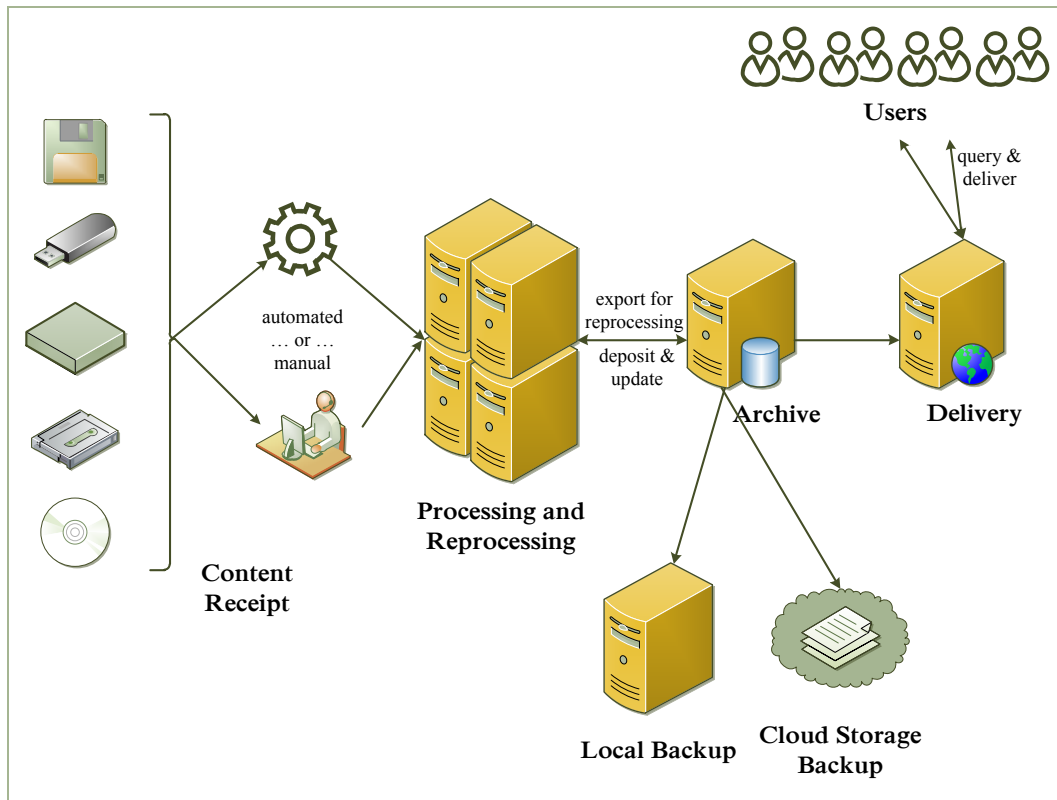 Users
query &
deliver
automated
… or …
manual
export for
reprocessing
deposit &
update
Archive
Delivery
Processing and
Reprocessing
Content
Receipt
Local Backup
Cloud Storage
Backup